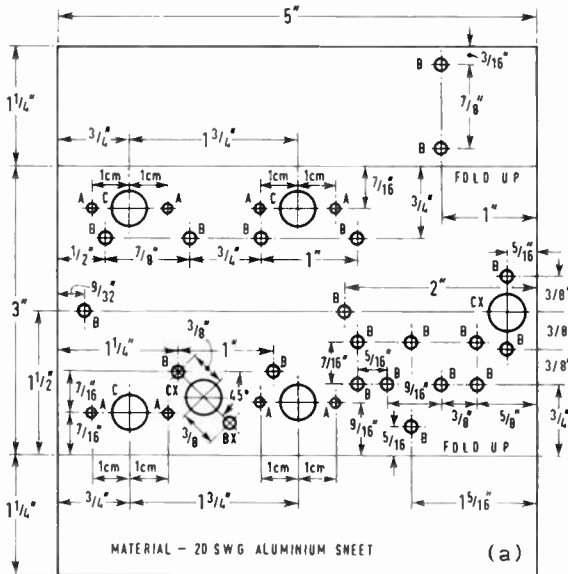 5"
B
3/16"
1 1/4"
7/8"
3/4"
1 3/4"
B
1cm
1cm
1cm
1cm
7/16"
FOLD UP
A
C
A
A
C
A
3/4"
1"
B
B
B
B
5/16"
1/2"
7/8"
3/4"
1"
B
3/8"
9/32"
2"
CX
3"
B
B
3/8"
3/8"
B
B
B
B
1 1/4"
1"
1 1/2"
7/16"
5/16"
3/8"
B
B
CX
B
B
B
B
7/16"
45°
9/16"
3/8"
5/8"
3/4"
A
C
A
A
A
7/16"
3/8
BX
9/16"
5/16
B
FOLD UP
1cm
1cm
1cm
1cm
3/4"
1 3/4"
1 5/16"
1 1/4"
MATERIAL – 20 SWG ALUMINIUM SHEET
(a)